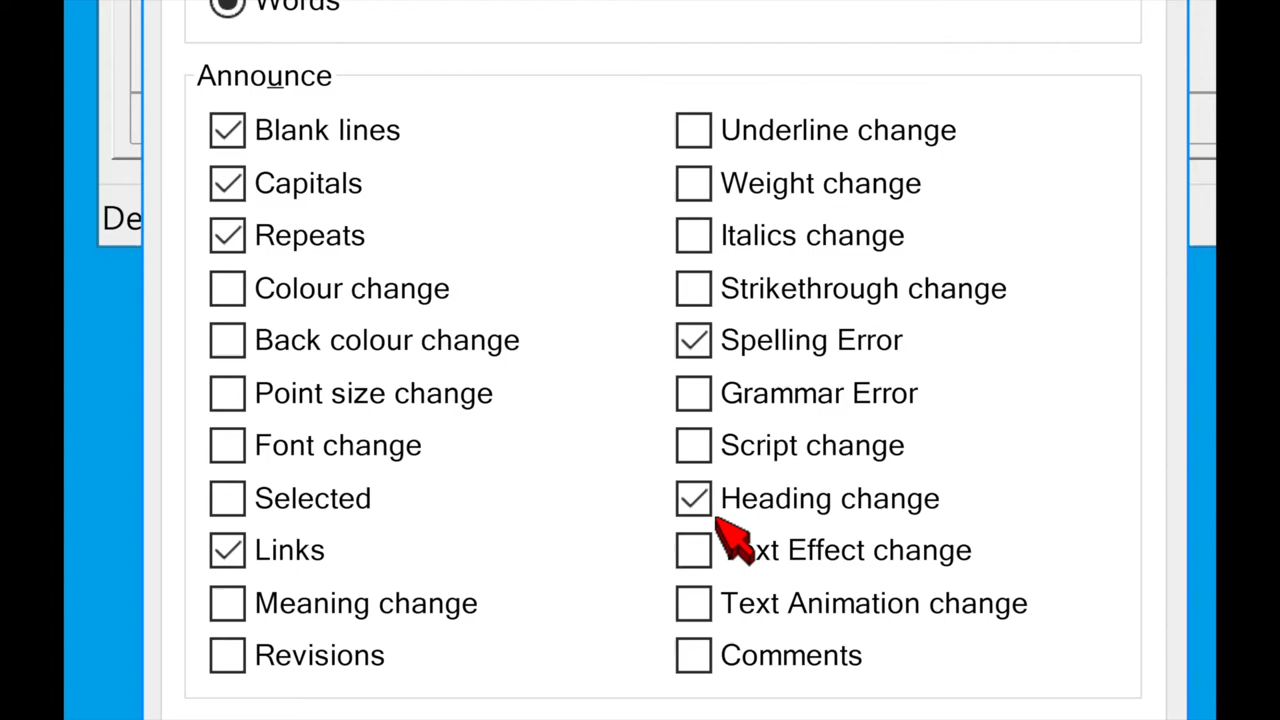 Words
Announce
Blank lines
Capitals
Repeats
Colour change
Back colour change
Point size change
Font change
Selected
Links
Meaning change
Revisions
Underline change
Weight change
Italics change
Strikethrough change
Spelling Error
Grammar Error
Script change
Heading change
Text Effect change
Text Animation change
Comments
De